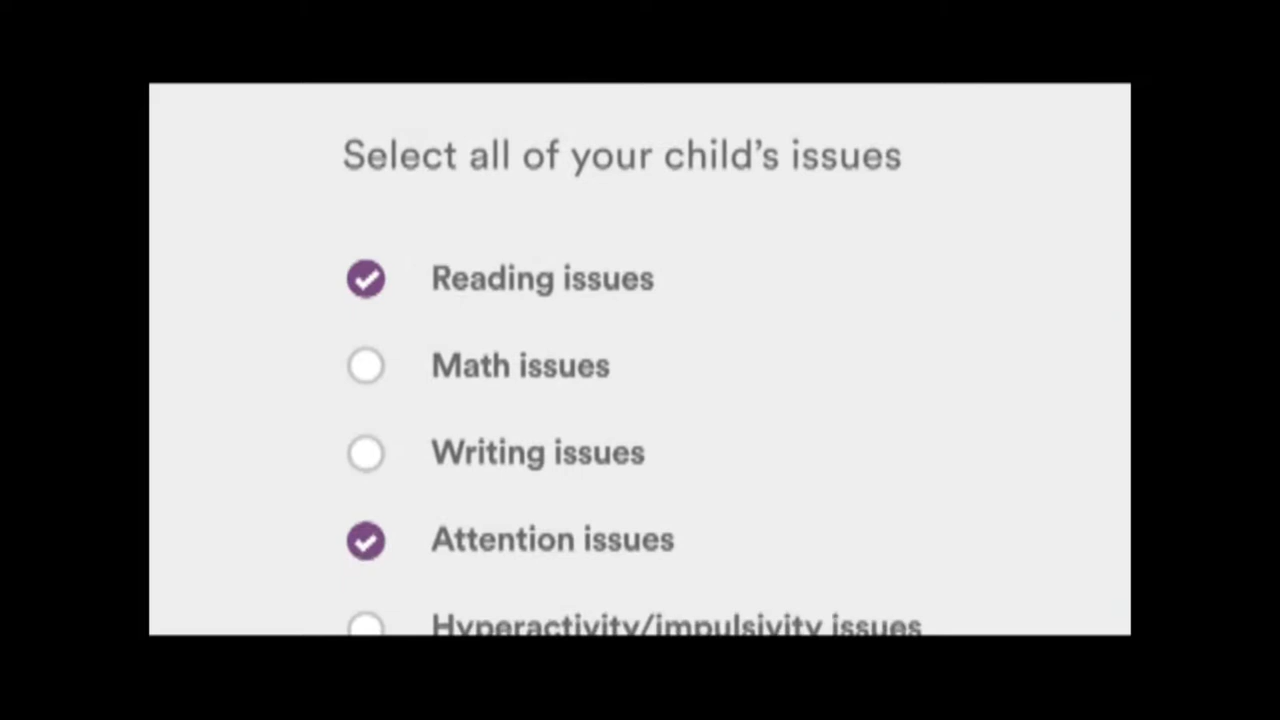 Select all of your child's issues
Reading issues
Math issues
Writing issues
Attention issues
Hyperactivity/impulsivity issues